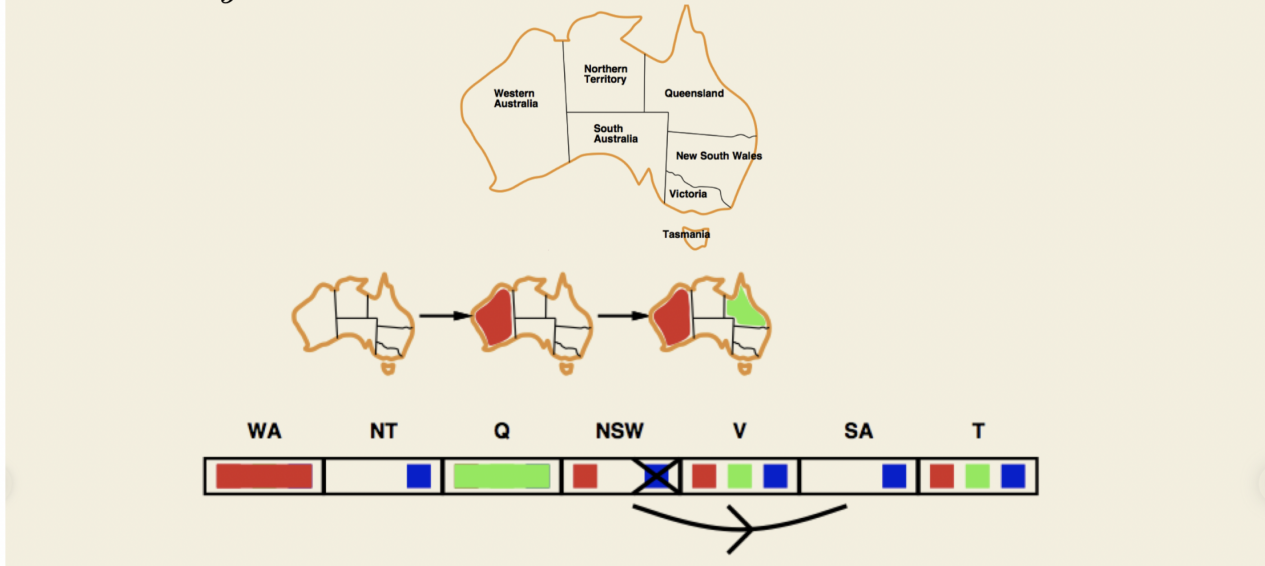 Northern
Territory
Western
Australia
Queensland
South
Australia
New South Wales
Victoria
Tasmania
WA NT Q NSW V SA T